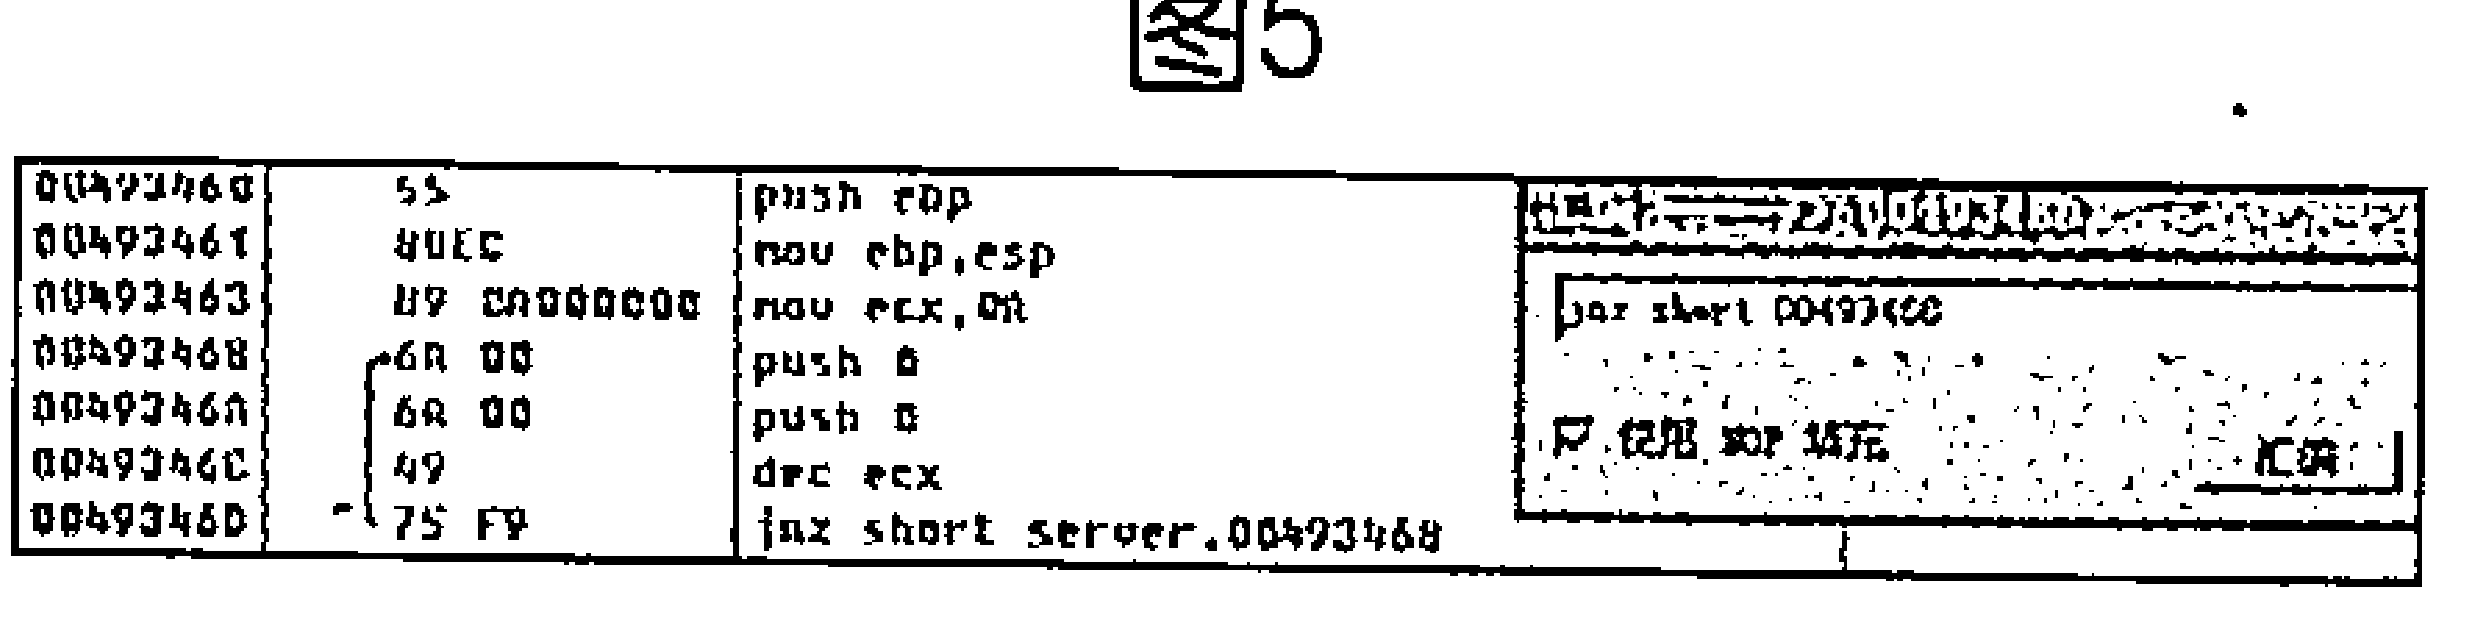 图5
00493460 55 push ebp
00493461 8BEC mov ebp,esp
00493463 B9 0A000000 mov ecx,0A
00493468 6A 00 push 0
0049346A 6A 00 push 0
0049346C 49 dec ecx
0049346D 75 F9 jnz short server.00493468
jnz short
使用 NOP 填充
汇编